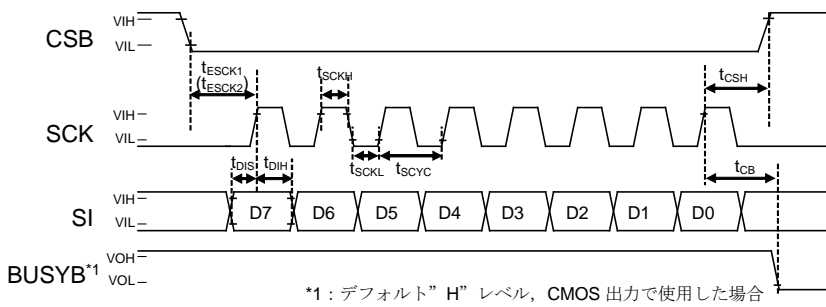 CSB
VIH
VIL
tESCK1
(tESCK2)
tSCKH
tCSH
SCK
VIH
VIL
tDIS
tDIH
tSCKL
tSCYC
tCB
SI
VIH
VIL
D7 D6 D5 D4 D3 D2 D1 D0
BUSYB*1
VOH
VOL
*1:デフォルト”H”レベル,CMOS 出力で使用した場合